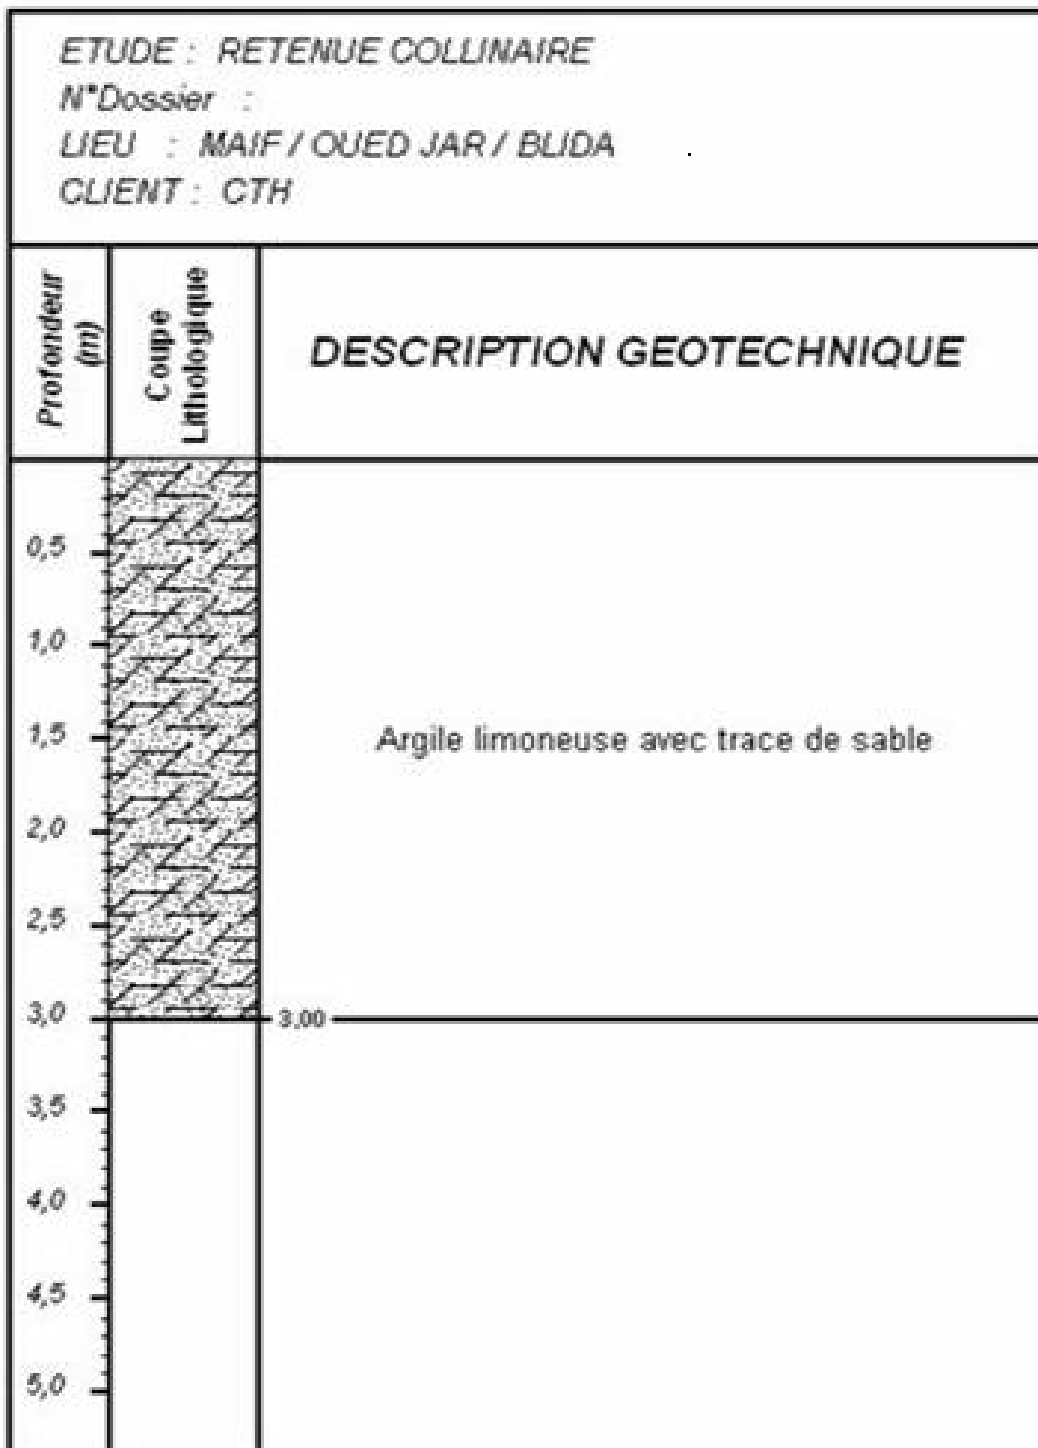 ETUDE : RETENUE COLLINAIRE
N°Dossier :
LIEU : MAIF / OUED JAR / BLIDA
CLIENT : CTH
Profondeur
(m)
Coupe
Lithologique
DESCRIPTION GEOTECHNIQUE
0,5
1,0
1,5
Argile limoneuse avec trace de sable
2,0
2,5
3,0
3,00
3,5
4,0
4,5
5,0